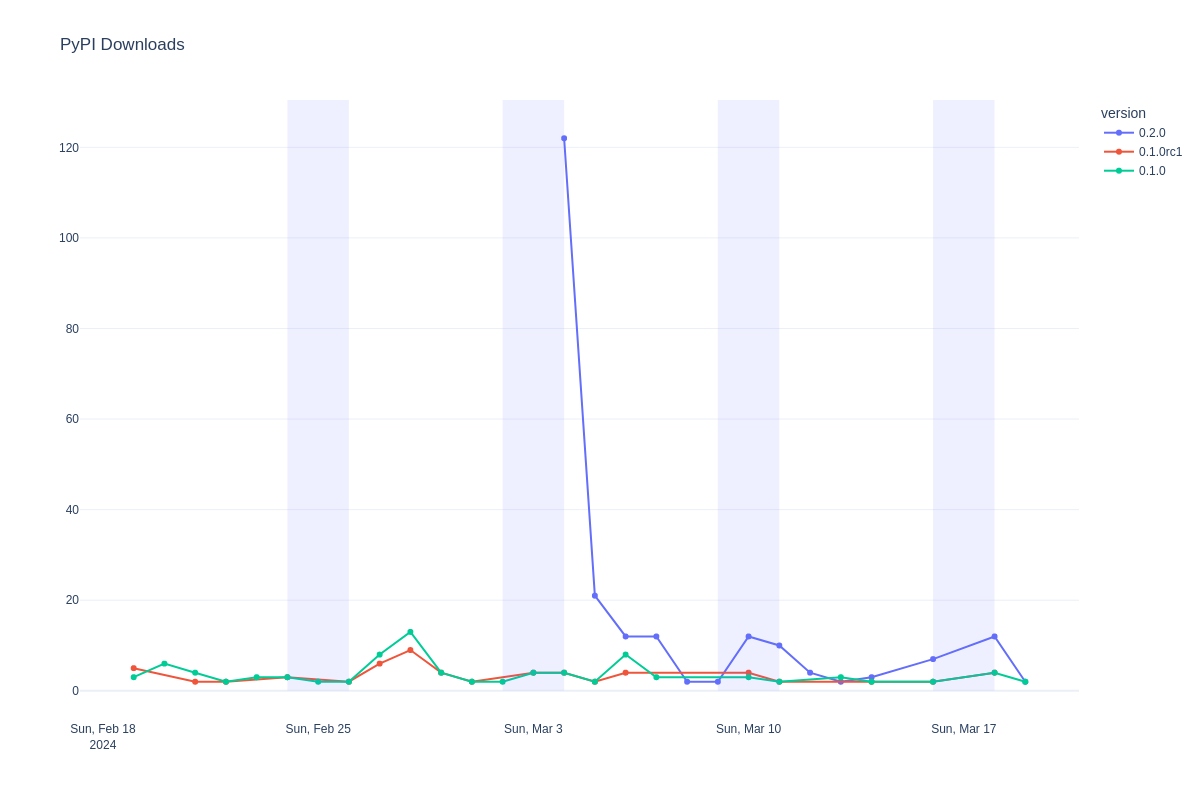 PyPI Downloads
version
0.2.0
0.1.0rc1
0.1.0
120
100
80
60
40
20
0
Sun, Feb 18
2024
Sun, Feb 25
Sun, Mar 3
Sun, Mar 10
Sun, Mar 17